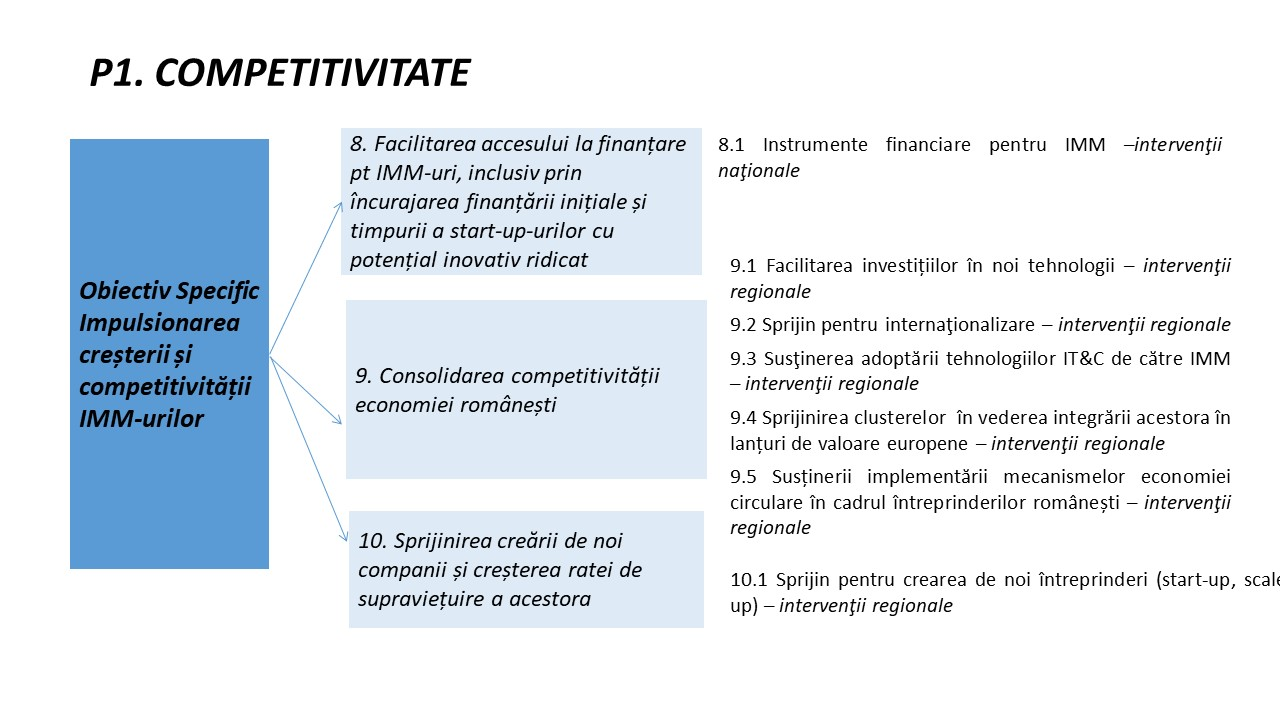 P1. COMPETITIVITATE
Obiectiv Specific
Impulsionarea
creșterii și
competitivității
IMM-urilor
8. Facilitarea accesului la finanțare
pt IMM-uri, inclusiv prin
încurajarea finanțării inițiale și
timpurii a start-up-urilor cu
potențial inovativ ridicat
8.1 Instrumente financiare pentru IMM –intervenţii
naţionale
9. Consolidarea competitivității
economiei românești
9.1 Facilitarea investițiilor în noi tehnologii – intervenţii
regionale
9.2 Sprijin pentru internaţionalizare – intervenţii regionale
9.3 Susţinerea adoptării tehnologiilor IT&C de către IMM
– intervenţii regionale
9.4 Sprijinirea clusterelor  în vederea integrării acestora în
lanțuri de valoare europene – intervenţii regionale
9.5 Susținerii implementării mecanismelor economiei
circulare în cadrul întreprinderilor românești – intervenţii
regionale
10. Sprijinirea creării de noi
companii și creșterea ratei de
supraviețuire a acestora
10.1 Sprijin pentru crearea de noi întreprinderi (start-up, scale
up) – intervenţii regionale